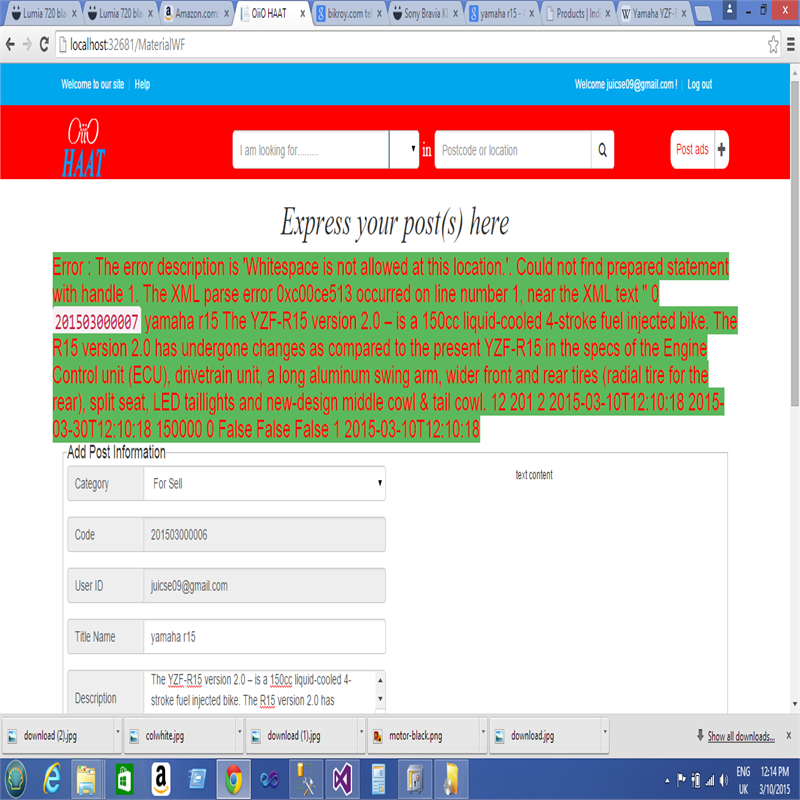 Lumia 720 bla
Lumia 720 bla
Amazon.com
OiiO HAAT
bikroy.com tel
Sony Bravia Kl
yamaha r15 -
Products | Indi
Yamaha YZF-R
localhost:32681/MaterialWF
Welcome to our site | Help
Welcome juicse09@gmail.com ! | Log out
OiiO
HAAT
I am looking for.........
in
Postcode or location
Post ads
Express your post(s) here
Error : The error description is 'Whitespace is not allowed at this location.'. Could not find prepared statement
with handle 1. The XML parse error 0xc00ce513 occurred on line number 1, near the XML text " 0
201503000007 yamaha r15 The YZF-R15 version 2.0 – is a 150cc liquid-cooled 4-stroke fuel injected bike. The
R15 version 2.0 has undergone changes as compared to the present YZF-R15 in the specs of the Engine
Control unit (ECU), drivetrain unit, a long aluminum swing arm, wider front and rear tires (radial tire for the
rear), split seat, LED taillights and new-design middle cowl & tail cowl. 12 201 2 2015-03-10T12:10:18 2015-
03-30T12:10:18 150000 0 False False False 1 2015-03-10T12:10:18
Add Post Information
Category
For Sell
text content
Code
201503000006
User ID
juicse09@gmail.com
Title Name
yamaha r15
Description
The YZF-R15 version 2.0 – is a 150cc liquid-cooled 4-
stroke fuel injected bike. The R15 version 2.0 has
download (2).jpg
colwhite.jpg
download (1).jpg
motor-black.png
download.jpg
Show all downloads...
ENG
UK
12:14 PM
3/10/2015